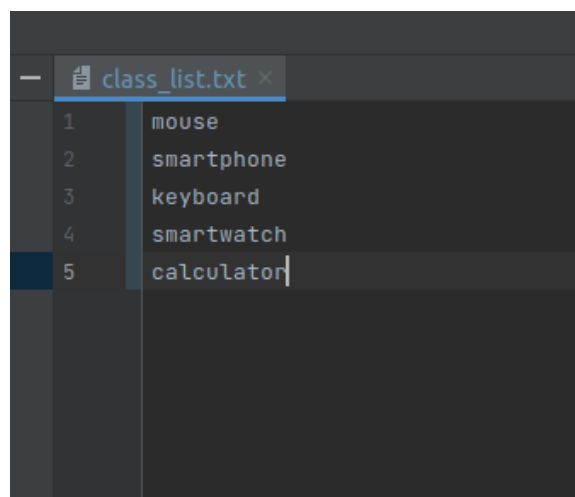 class_list.txt
1 mouse
2 smartphone
3 keyboard
4 smartwatch
5 calculator